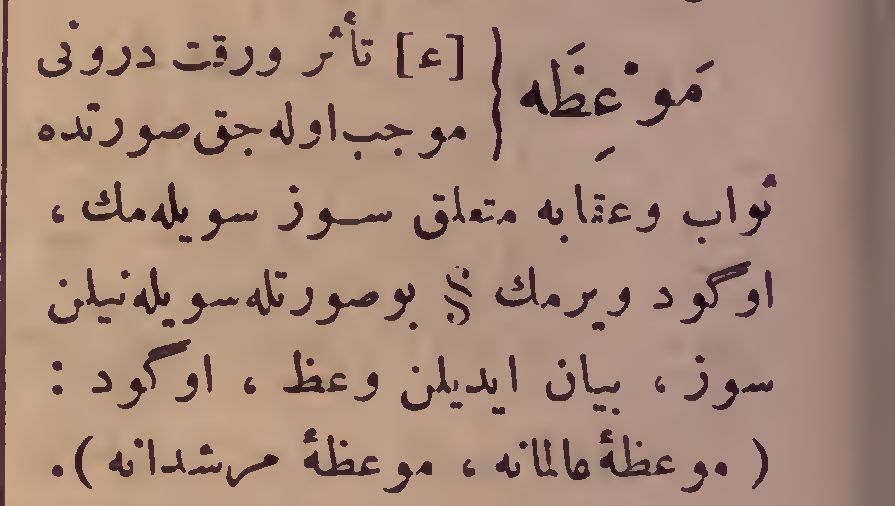 مَوْعِظَه { [ع] تأثر ورقت درونی
موجب اوله‌جق صورتده
ثواب وعقابه متعلق سوز سویله‌مك ،
اوگود ویرمك § بوصورتله سویله‌نیلن
سوز ، بیان ایدیلن وعظ ، اوگود :
( موعظهٔ عالمانه ، موعظهٔ مرشدانه ) .